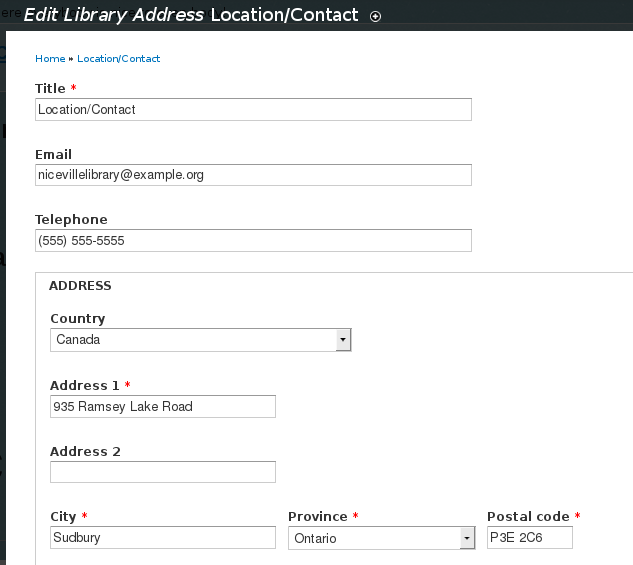 Edit Library Address Location/Contact
Home » Location/Contact
Title *
Location/Contact
Email
nicevillelibrary@example.org
Telephone
(555) 555-5555
ADDRESS
Country
Canada
Address 1 *
935 Ramsey Lake Road
Address 2
City * Province * Postal code *
Sudbury Ontario P3E 2C6